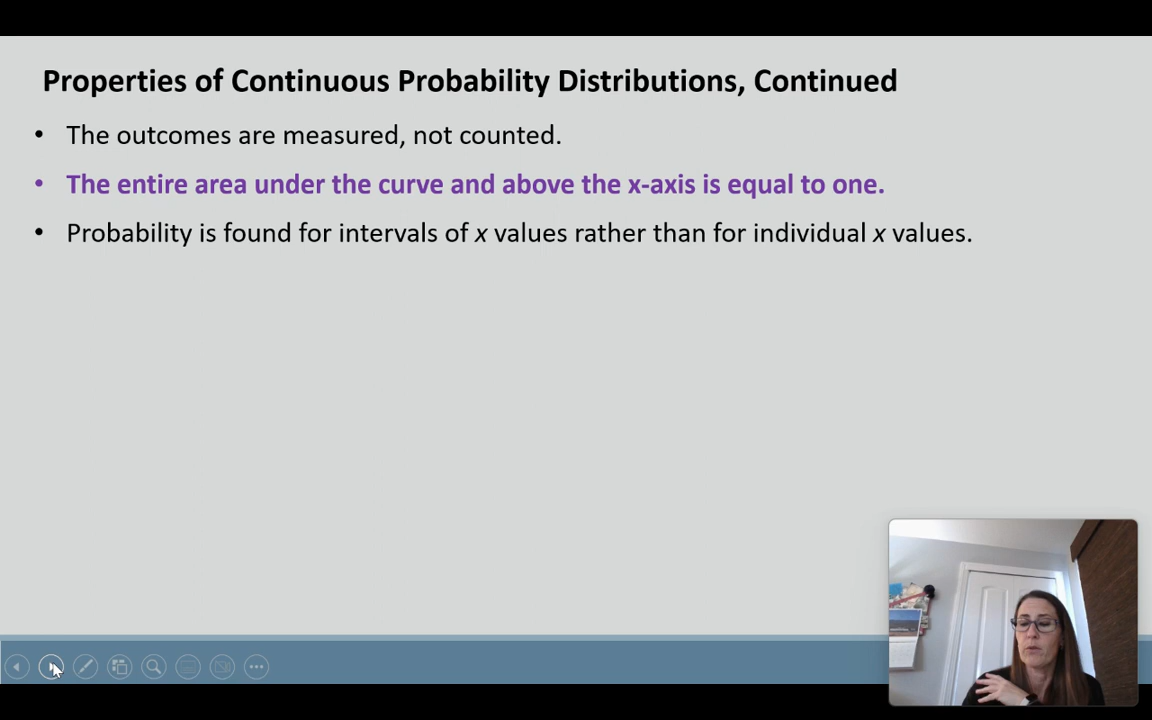 Properties of Continuous Probability Distributions, Continued
• The outcomes are measured, not counted.
• The entire area under the curve and above the x-axis is equal to one.
• Probability is found for intervals of x values rather than for individual x values.